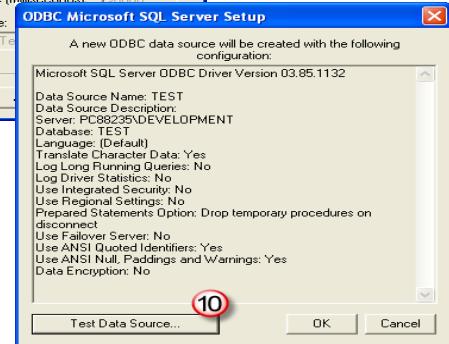 ODBC Microsoft SQL Server Setup
e:
A new ODBC data source will be created with the following
configuration:
Microsoft SQL Server ODBC Driver Version 03.85.1132
Data Source Name: TEST
Data Source Description:
Server: PC88235\DEVELOPMENT
Database: TEST
Language: (Default)
Translate Character Data: Yes
Log Long Running Queries: No
Log Driver Statistics: No
Use Integrated Security: No
Use Regional Settings: No
Prepared Statements Option: Drop temporary procedures on
disconnect
Use Failover Server: No
Use ANSI Quoted Identifiers: Yes
Use ANSI Null, Paddings and Warnings: Yes
Data Encryption: No
10
Test Data Source... OK Cancel